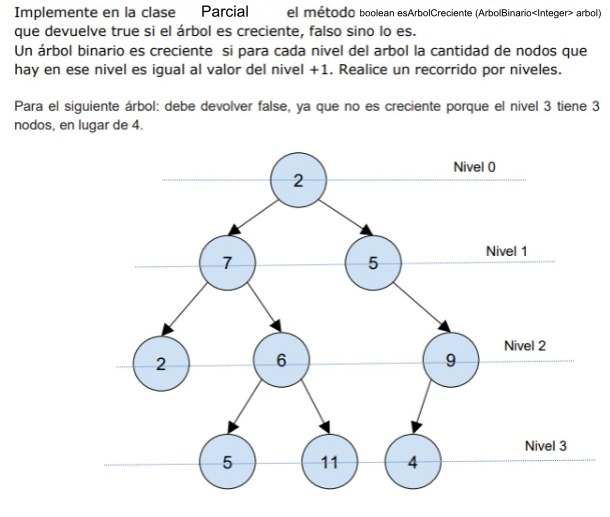 Implemente en la clase Parcial el método boolean esArbolCreciente (ArbolBinario<Integer> arbol)
que devuelve true si el árbol es creciente, falso sino lo es.
Un árbol binario es creciente si para cada nivel del arbol la cantidad de nodos que
hay en ese nivel es igual al valor del nivel +1. Realice un recorrido por niveles.
Para el siguiente árbol: debe devolver false, ya que no es creciente porque el nivel 3 tiene 3
nodos, en lugar de 4.
2 Nivel 0
7 5 Nivel 1
2 6 9 Nivel 2
5 11 4 Nivel 3